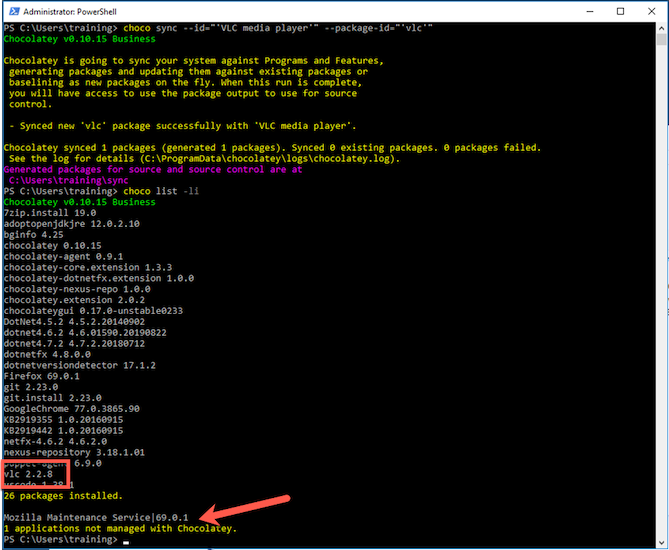 Administrator: PowerShell
PS C:\Users\training> choco sync --id="'VLC media player'" --package-id="'vlc'"
Chocolatey v0.10.15 Business
Chocolatey is going to sync your system against Programs and Features,
generating packages and updating them against existing packages or
baselining as new packages on the fly. When this run is complete,
you will have access to use the package output to use for source
control.
- Synced new 'vlc' package successfully with 'VLC media player'.
Chocolatey synced 1 packages (generated 1 packages). Synced 0 existing packages. 0 packages failed.
See the log for details (C:\ProgramData\chocolatey\logs\chocolatey.log).
Generated packages for source and source control are at
C:\Users\training\sync
PS C:\Users\training> choco list -li
Chocolatey v0.10.15 Business
7zip.install 19.0
adoptopenjdkjre 12.0.2.10
bginfo 4.25
chocolatey 0.10.15
chocolatey-agent 0.9.1
chocolatey-core.extension 1.3.3
chocolatey-dotnetfx.extension 1.0.0
chocolatey-nexus-repo 1.0.0
chocolatey.extension 2.0.2
chocolateygui 0.17.0-unstable0233
DotNet4.5.2 4.5.2.20140902
dotnet4.6.2 4.6.01590.20190822
dotnet4.7.2 4.7.2.20180712
dotnetfx 4.8.0.0
dotnetversiondetector 17.1.2
Firefox 69.0.1
git 2.23.0
git.install 2.23.0
GoogleChrome 77.0.3865.90
KB2919355 1.0.20160915
KB2919442 1.0.20160915
netfx-4.6.2 4.6.2.0
nexus-repository 3.18.1.01
puppet-agent 6.9.0
vlc 2.2.8
vscode 1.38.1
26 packages installed.
Mozilla Maintenance Service|69.0.1
1 applications not managed with Chocolatey.
PS C:\Users\training>